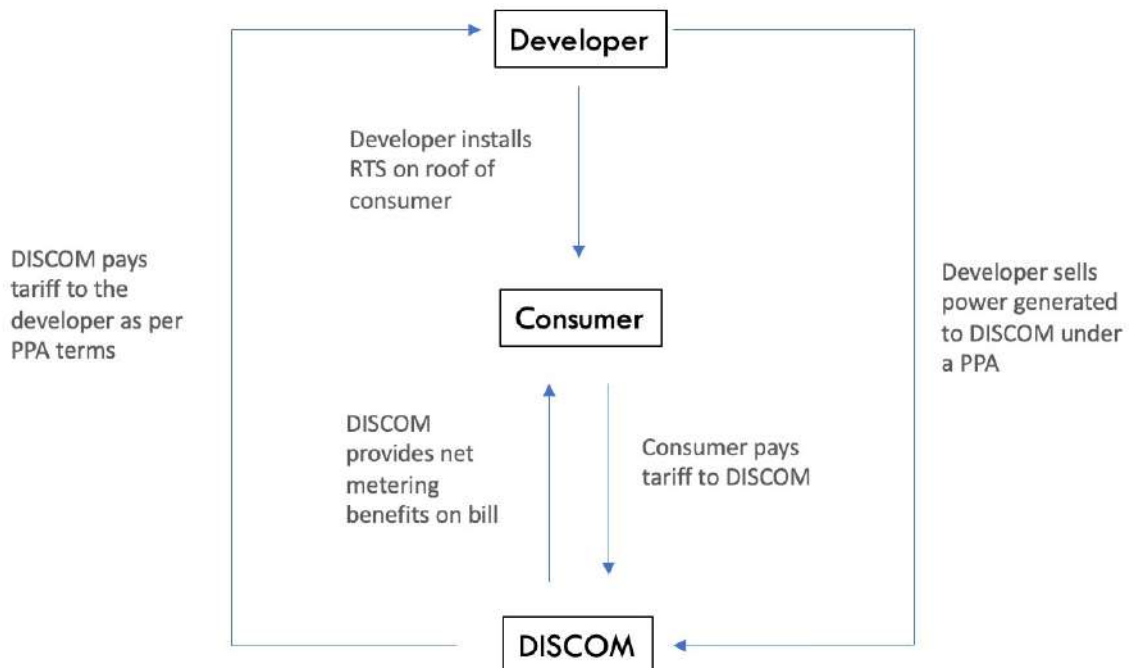 Developer
Developer installs
RTS on roof of
consumer
DISCOM pays
tariff to the
developer as per
PPA terms
Developer sells
power generated
to DISCOM under
a PPA
Consumer
DISCOM
provides net
metering
benefits on bill
Consumer pays
tariff to DISCOM
DISCOM